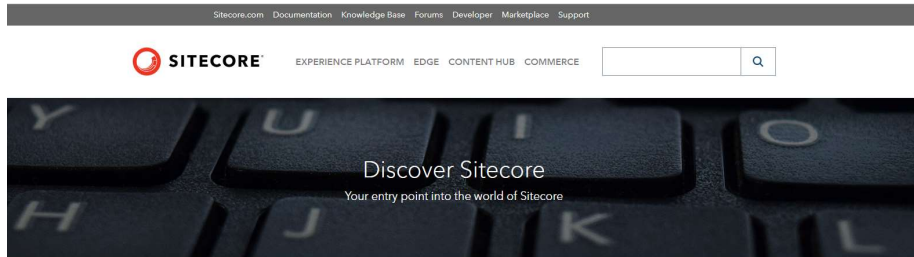 Sitecore.com Documentation Knowledge Base Forums Developer Marketplace Support
SITECORE® EXPERIENCE PLATFORM EDGE CONTENT HUB COMMERCE
Y U I O
Discover Sitecore
Your entry point into the world of Sitecore
H J K L